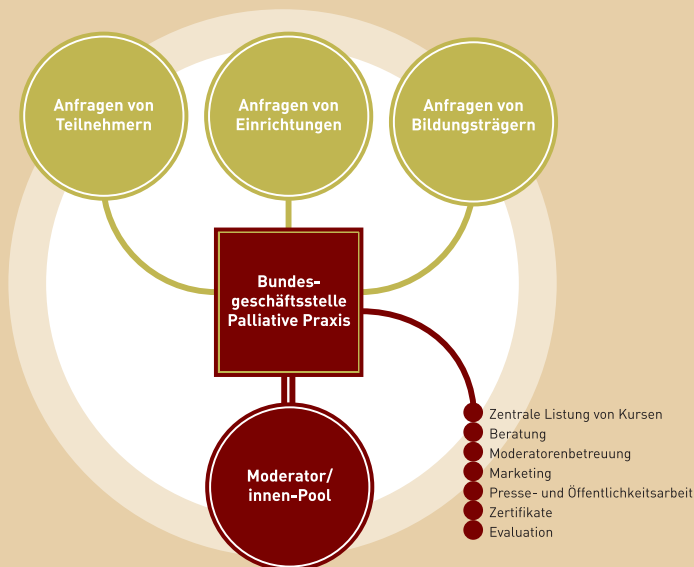 Anfragen von
Teilnehmern
Anfragen von
Einrichtungen
Anfragen von
Bildungsträgern
Bundes-
geschäftsstelle
Palliative Praxis
Moderator/
innen-Pool
Zentrale Listung von Kursen
Beratung
Moderatorenbetreuung
Marketing
Presse- und Öffentlichkeitsarbeit
Zertifikate
Evaluation